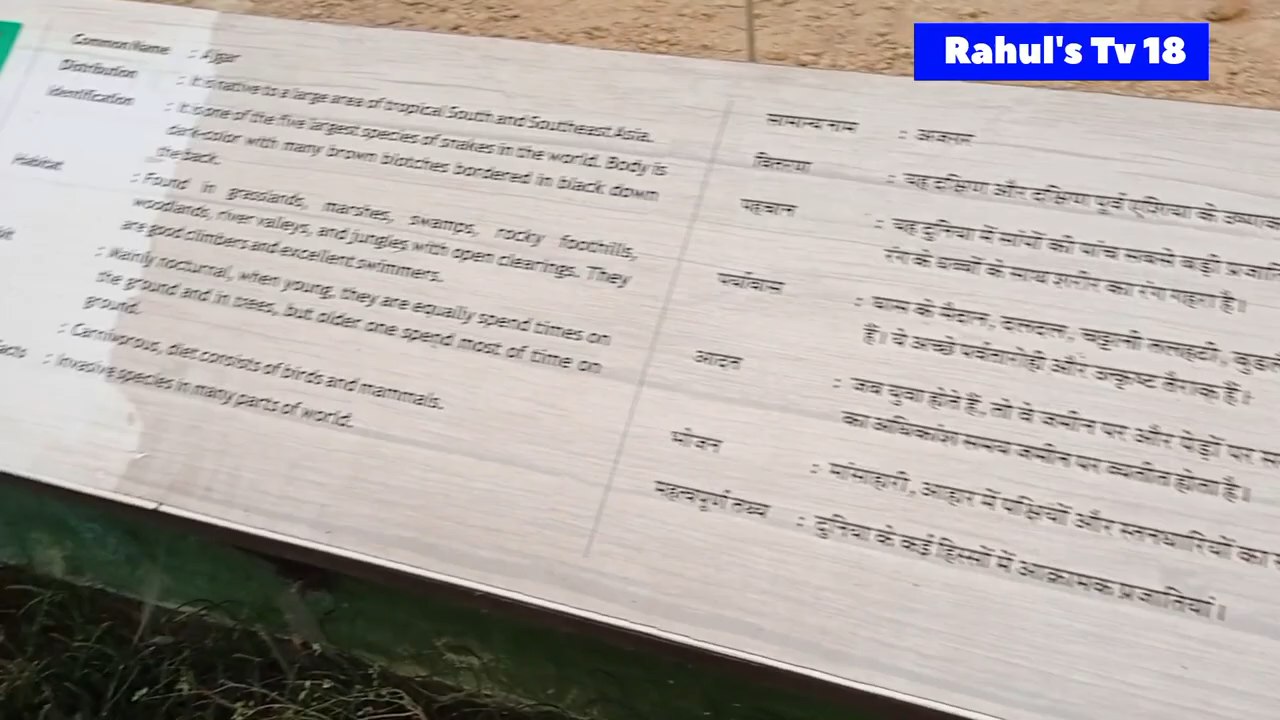 Rahul's Tv 18
Common Name : Ajgar
Distribution : It is native to a large area of tropical South and Southeast Asia.
Identification : It is one of the five largest species of snakes in the world. Body is
dark color with many brown blotches bordered in black down
the back.
Habitat : Found in grasslands, marshes, swamps, rocky foothills,
woodlands, river valleys, and jungles with open clearings. They
are good climbers and excellent swimmers.
: Mainly nocturnal, when young, they are equally spend times on
the ground and in trees, but older one spend most of time on
ground.
: Carnivorous, diet consists of birds and mammals.
Facts : Invasive species in many parts of world.
सामान्य नाम : अजगर
वितरण : यह दक्षिण और दक्षिण पूर्व एशिया के
पहचान : यह दुनिया में सांपों की पांच सबसे बड़ी
रंग के धब्बों के साथ शरीर का रंग गहरा है।
पर्यावास : घास के मैदान, दलदल, चट्टानी तलहटी,
हैं। वे अच्छे पर्वतारोही और उत्कृष्ट तैराक हैं।
आदत : जब युवा होते हैं, तो वे जमीन पर और पेड़ों पर
का अधिकांश समय जमीन पर व्यतीत होता है।
भोजन : मांसाहारी, आहार में पक्षियों और स्तनधारियों का
महत्वपूर्ण तथ्य : दुनिया के कई हिस्सों में आक्रामक प्रजातियां।